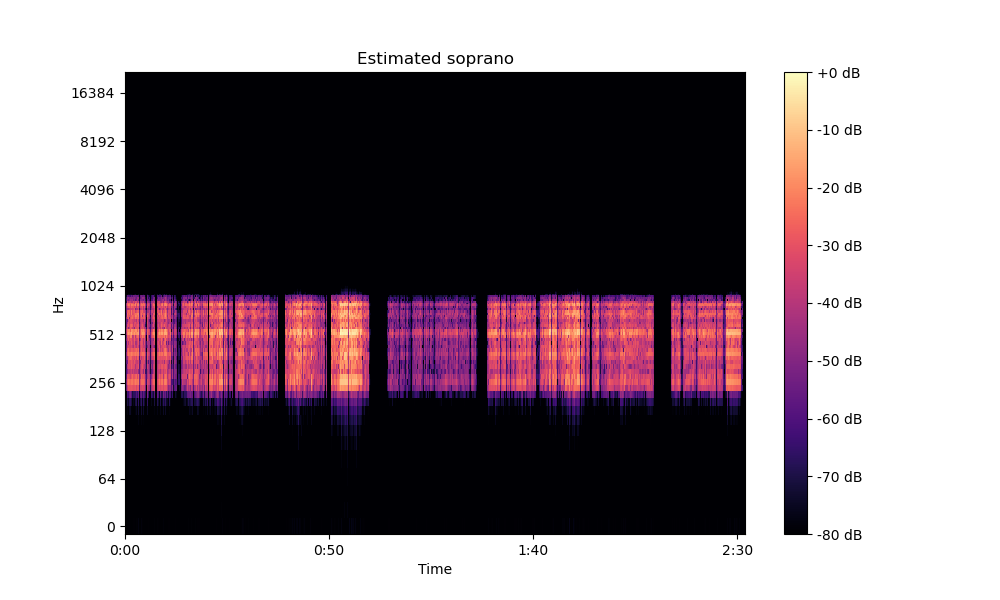 Estimated soprano
16384
8192
4096
2048
1024
512
256
128
64
0
Hz
0:00
0:50
1:40
2:30
Time
+0 dB
-10 dB
-20 dB
-30 dB
-40 dB
-50 dB
-60 dB
-70 dB
-80 dB